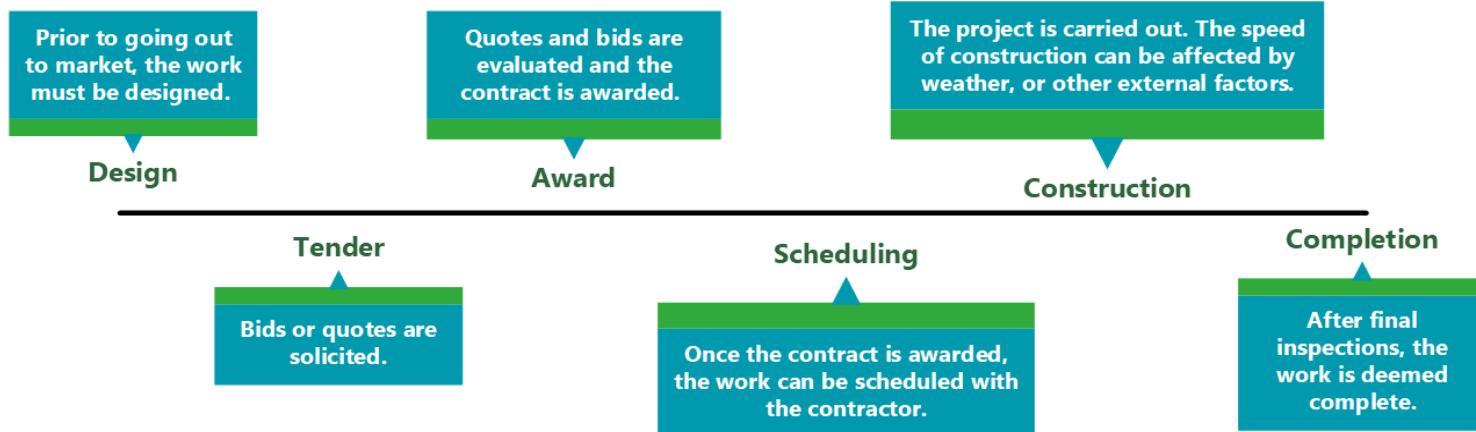 Prior to going out
to market, the work
must be designed.
Design
Bids or quotes are
solicited.
Tender
Quotes and bids are
evaluated and the
contract is awarded.
Award
Scheduling
Once the contract is awarded,
the work can be scheduled with
the contractor.
The project is carried out. The speed
of construction can be affected by
weather, or other external factors.
Construction
Completion
After final
inspections, the
work is deemed
complete.